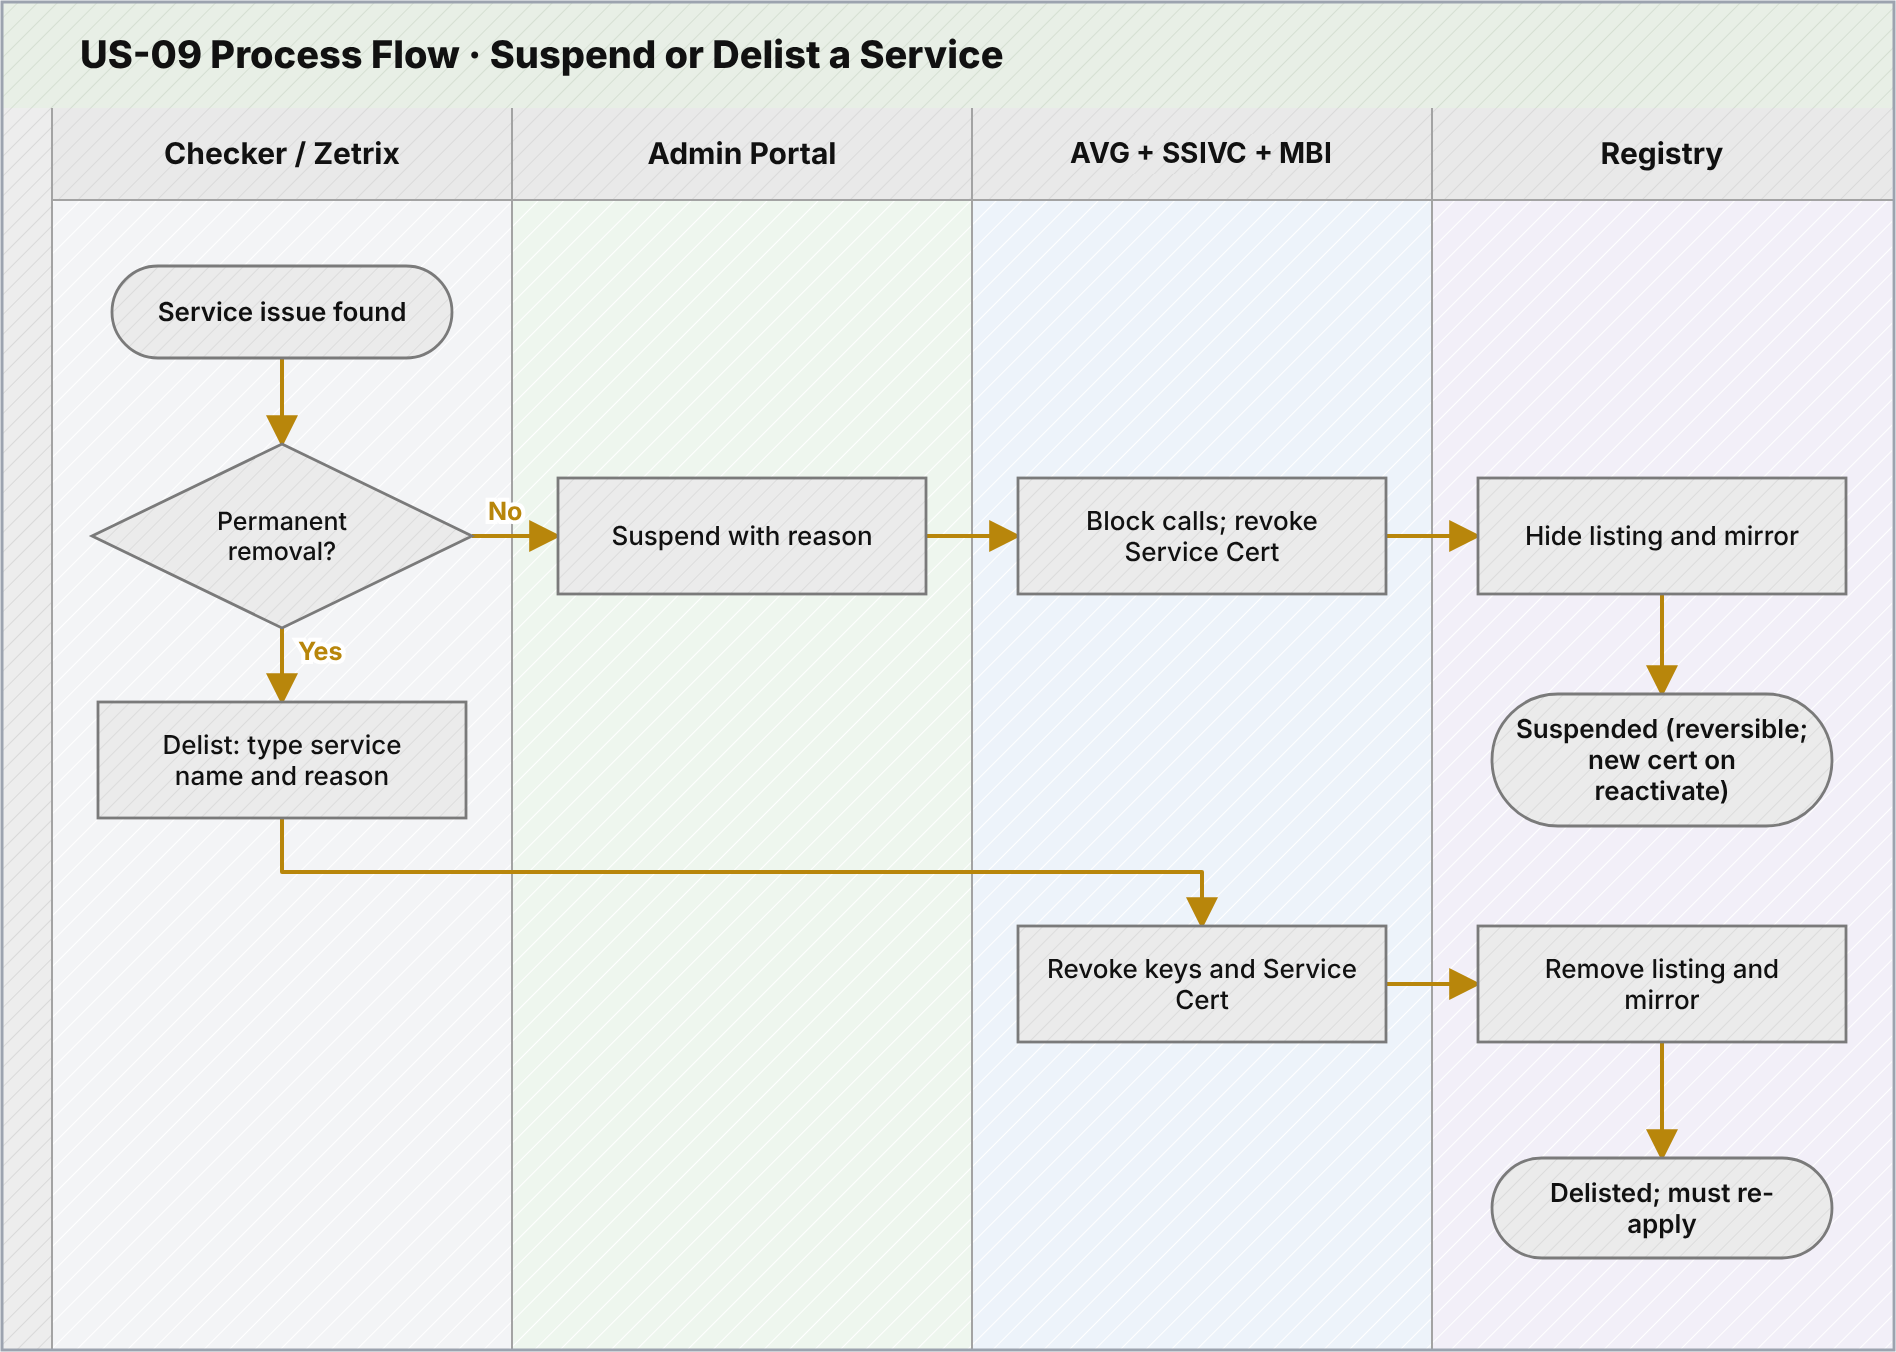 US-09 Process Flow · Suspend or Delist a Service
Checker / Zetrix
Admin Portal
AVG + SSIVC + MBI
Registry
Service issue found
Permanent
removal?
No
Suspend with reason
Block calls; revoke
Service Cert
Hide listing and mirror
Yes
Delist: type service
name and reason
Suspended (reversible;
new cert on
reactivate)
Revoke keys and Service
Cert
Remove listing and
mirror
Delisted; must re-
apply